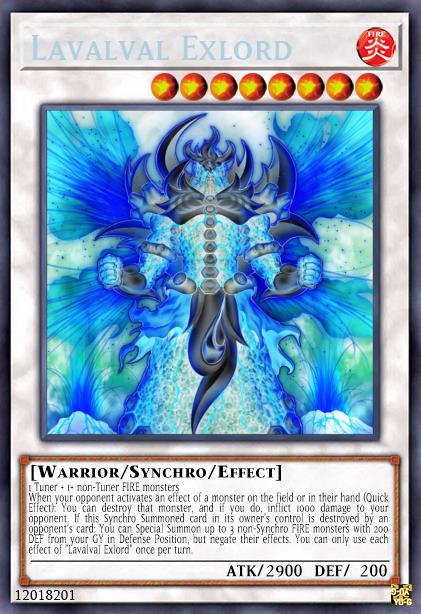 Lavalval Exlord
FIRE
炎
[Warrior/Synchro/Effect]
1 Tuner + 1+ non-Tuner FIRE monsters
When your opponent activates an effect of a monster on the field or in their hand (Quick
Effect): You can destroy that monster, and if you do, inflict 1000 damage to your
opponent. If this Synchro Summoned card in its owner's control is destroyed by an
opponent's card: You can Special Summon up to 3 non-Synchro FIRE monsters with 200
DEF from your GY in Defense Position, but negate their effects. You can only use each
effect of "Lavalval Exlord" once per turn.
ATK/2900 DEF/ 200
12018201